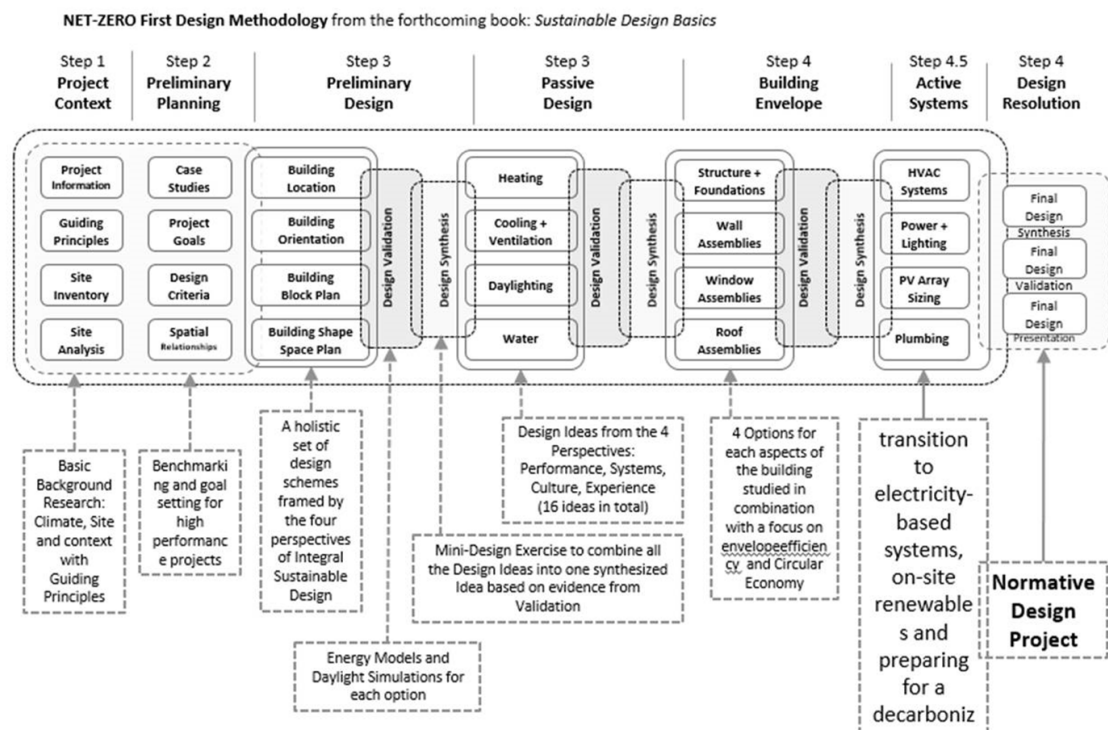 NET-ZERO First Design Methodology from the forthcoming book: Sustainable Design Basics
Step 1
Project
Context
Step 2
Preliminary
Planning
Step 3
Preliminary
Design
Step 3
Passive
Design
Step 4
Building
Envelope
Step 4.5
Active
Systems
Step 4
Design
Resolution
Project
Information
Guiding
Principles
Site
Inventory
Site
Analysis
Case
Studies
Project
Goals
Design
Criteria
Spatial
Relationships
Building
Location
Building
Orientation
Building
Block Plan
Building Shape
Space Plan
Design Validation
Design Synthesis
Heating
Cooling +
Ventilation
Daylighting
Water
Design Validation
Design Synthesis
Structure +
Foundations
Wall
Assemblies
Window
Assemblies
Roof
Assemblies
Design Validation
Design Synthesis
HVAC
Systems
Power +
Lighting
PV Array
Sizing
Plumbing
Final
Design
Synthesis
Final
Design
Validation
Final
Design
Presentation
Basic
Background
Research:
Climate, Site
and context
with
Guiding
Principles
Benchmarki
ng and goal
setting for
high
performanc
e projects
A holistic
set of
design
schemes
framed by
the four
perspectives
of Integral
Sustainable
Design
Energy Models and
Daylight Simulations for
each option
Mini-Design Exercise to combine all
the Design Ideas into one synthesized
Idea based on evidence from
Validation
Design Ideas from the 4
Perspectives:
Performance, Systems,
Culture, Experience
(16 ideas in total)
4 Options for
each aspects of
the building
studied in
combination
with a focus on
envelopeefficien
cy and Circular
Economy
transition
to
electricity-
based
systems,
on-site
renewable
s and
preparing
for a
decarboniz
Normative
Design
Project